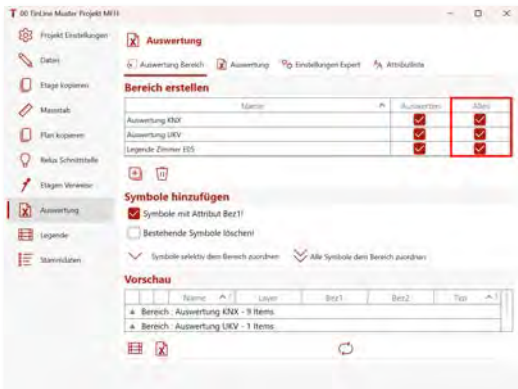 00 TinLine Muster Projekt MFH
Projekt Einstellungen
Daten
Etage kopieren
Massstab
Plan kopieren
Relux Schnittstelle
Etagen Verweise
Auswertung
Legende
Stammdaten
Auswertung
Auswertung Bereich
Auswertung
Einstellungen Expert
Attributliste
Bereich erstellen
Name
Auswerten
Alles
Auswertung KNX
Auswertung UKV
Legende Zimmer E05
Symbole hinzufügen
Symbole mit Attribut Bez1!
Bestehende Symbole löschen!
Symbole selektiv dem Bereich zuordnen
Alle Symbole dem Bereich zuordnen
Vorschau
Name Layer Bez1 Bez2 Typ
Bereich : Auswertung KNX - 9 Items
Bereich : Auswertung UKV - 1 Items